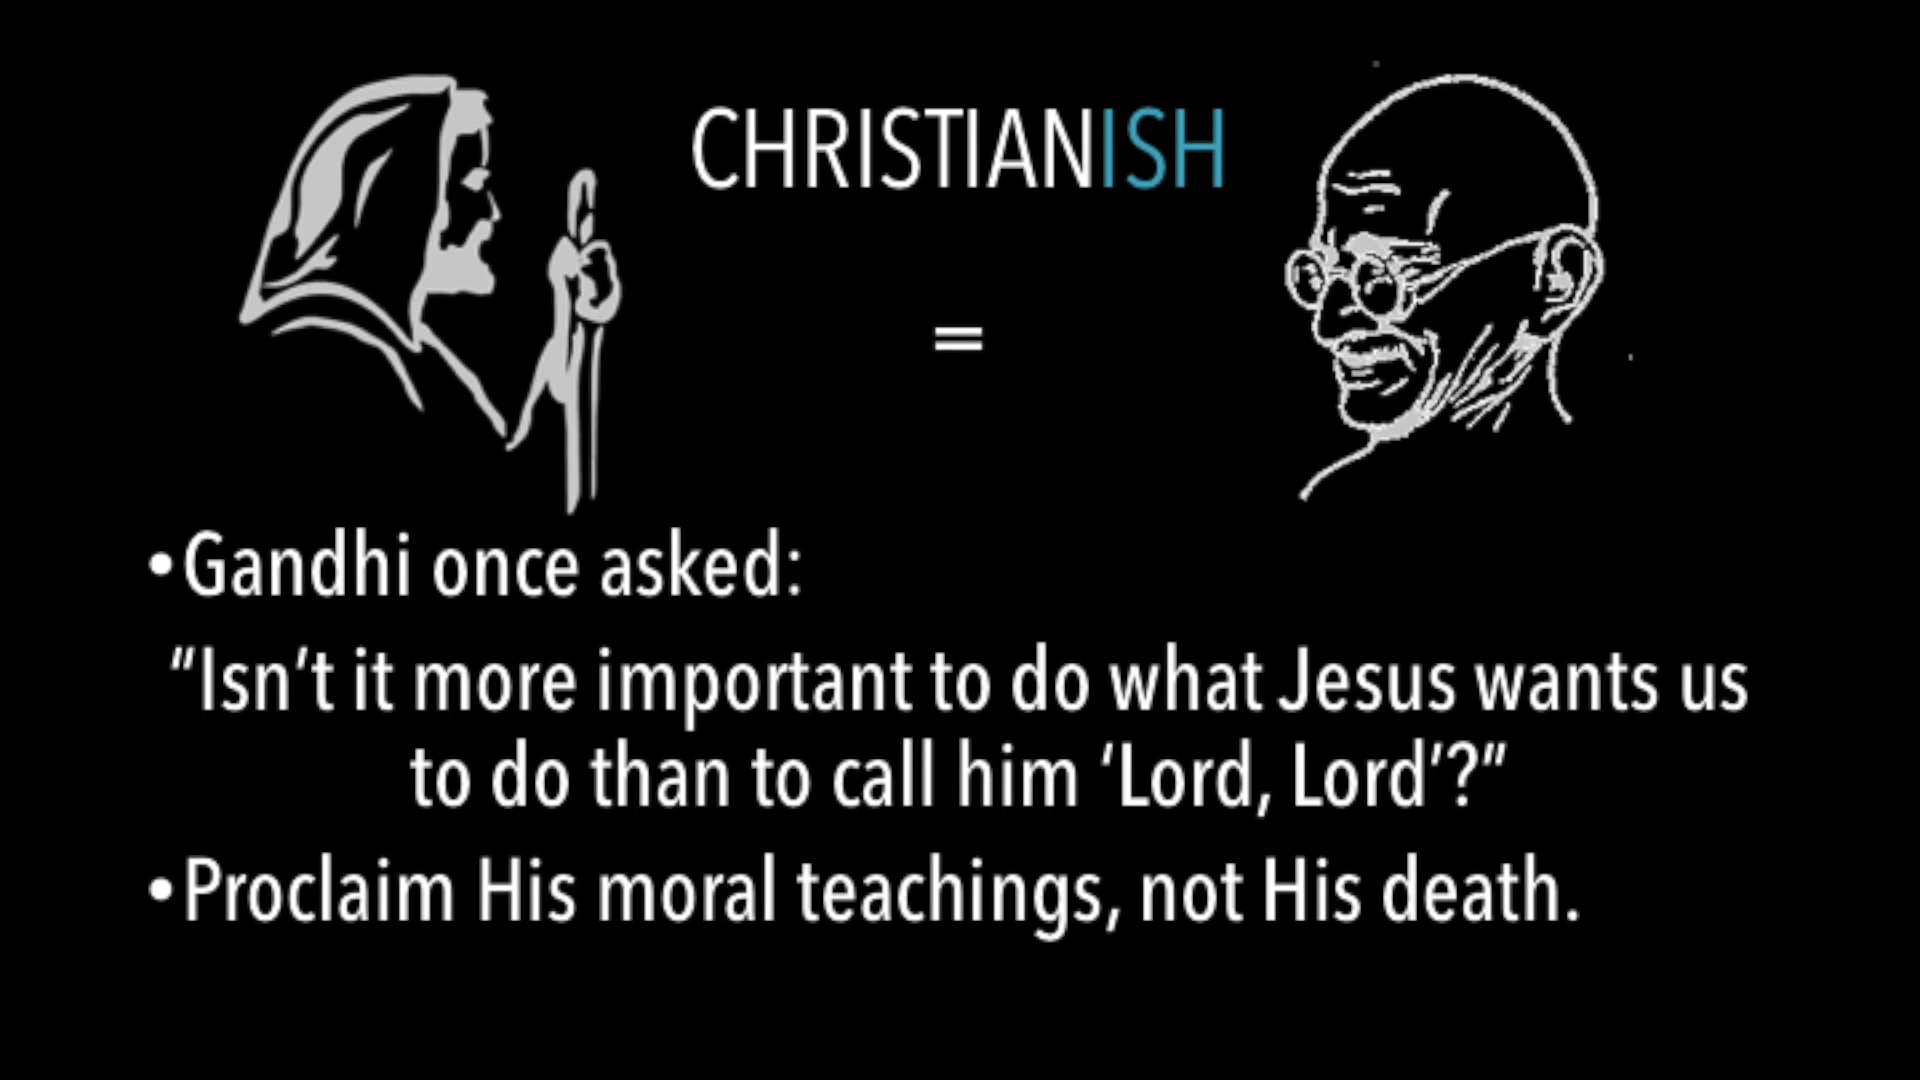 CHRISTIANISH
=
•Gandhi once asked:
“Isn’t it more important to do what Jesus wants us
to do than to call him ‘Lord, Lord’?”
•Proclaim His moral teachings, not His death.